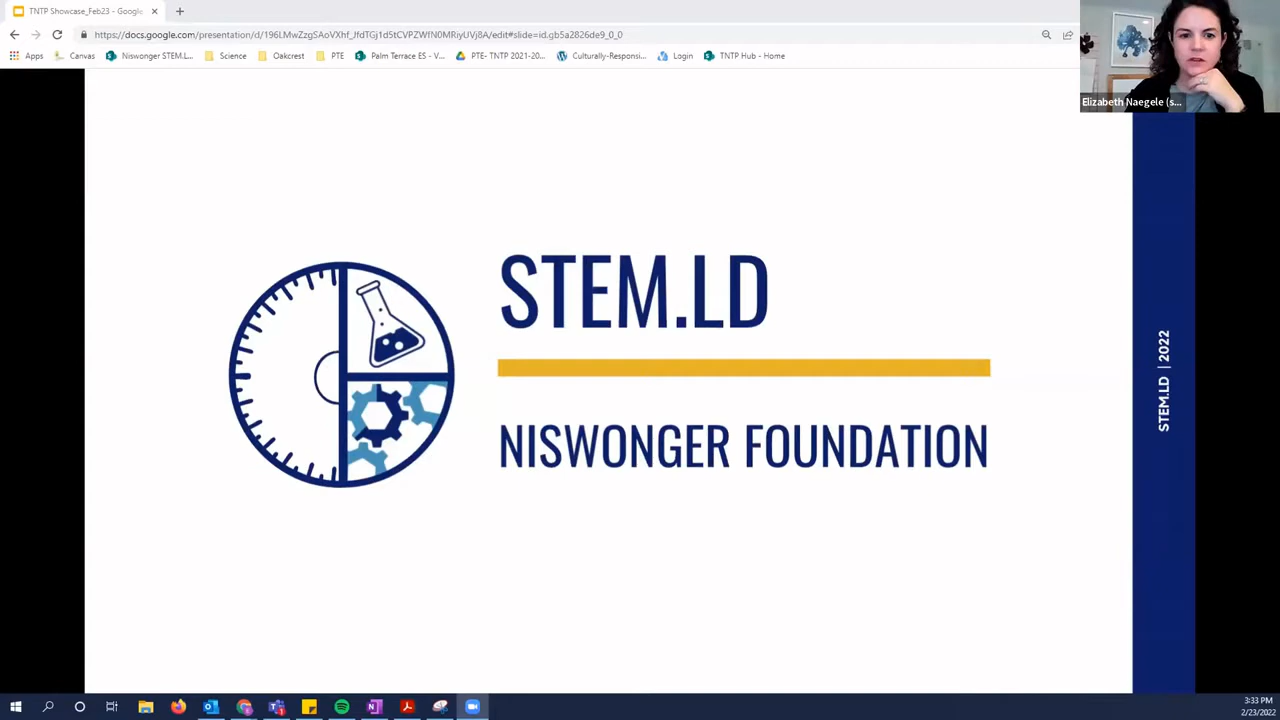 TNTP Showcase_Feb23 - Google
https://docs.google.com/presentation/d/196LMwZzgSAoVXhf_JfdTGj1d5tCVPZWIN0MRiyUVj8A/edit#slide=id.gb5a2826de9_0_0
Apps Canvas Niswonger STEM.L... Science Oakcrest PTE Palm Terrace ES - V... PTE- TNTP 2021-20... Culturally-Responsi... Login TNTP Hub - Home
Elizabeth Naegele (s...
STEM.LD
NISWONGER FOUNDATION
STEM.LD | 2022
3:33 PM
2/23/2022